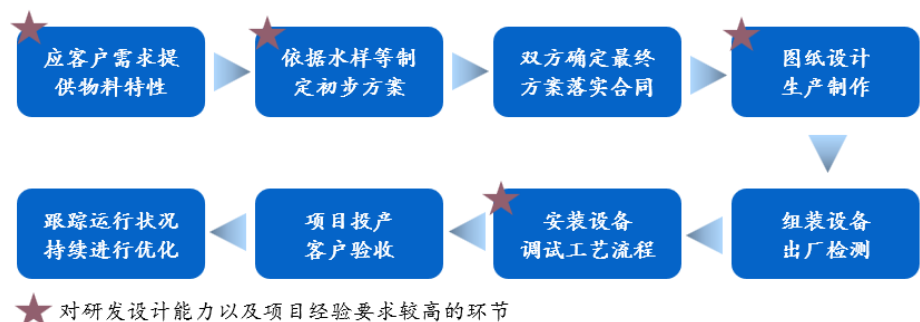 应客户需求提
供物料特性
依据水样等制
定初步方案
双方确定最终
方案落实合同
图纸设计
生产制作
组装设备
出厂检测
安装设备
调试工艺流程
项目投产
客户验收
跟踪运行状况
持续进行优化
对研发设计能力以及项目经验要求较高的环节